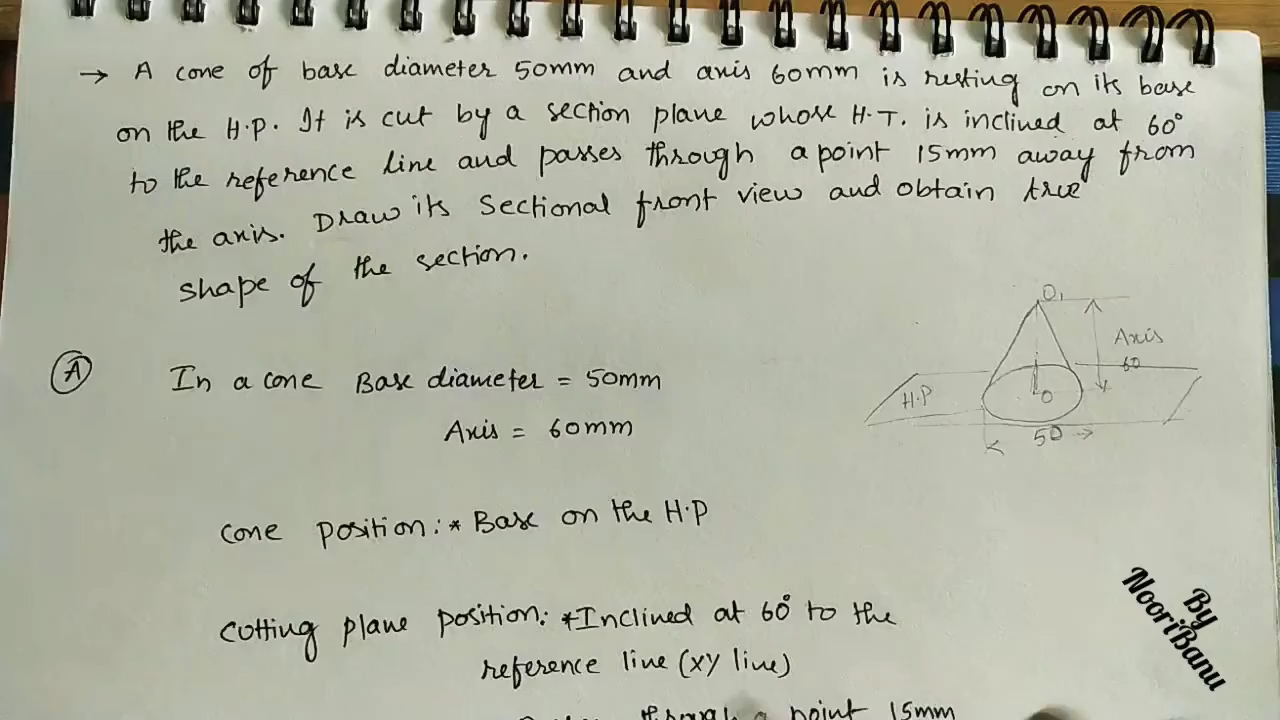 → A cone of base diameter 50mm and axis 60mm is resting on its base
on the H.P. It is cut by a section plane whose H.T. is inclined at 60°
to the reference line and passes through a point 15mm away from
the axis. Draw its Sectional front view and obtain true
shape of the section.
O₁
Axis
60
H.P
O
50
A
In a cone Base diameter = 50mm
Axis = 60mm
Cone position: * Base on the H.P
Cutting plane position: * Inclined at 60° to the
reference line (xy line)
through a point 15mm
By
NooriBanu